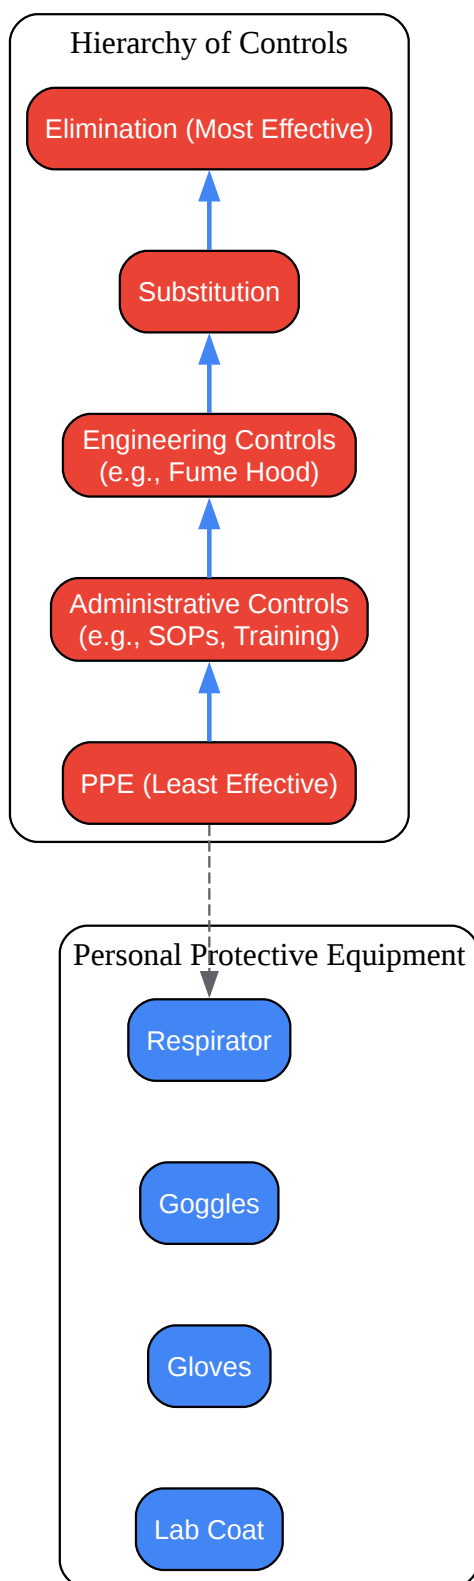 Hierarchy of Controls
Elimination (Most Effective)
Substitution
Engineering Controls
(e.g., Fume Hood)
Administrative Controls
(e.g., SOPs, Training)
PPE (Least Effective)
Personal Protective Equipment
Respirator
Goggles
Gloves
Lab Coat